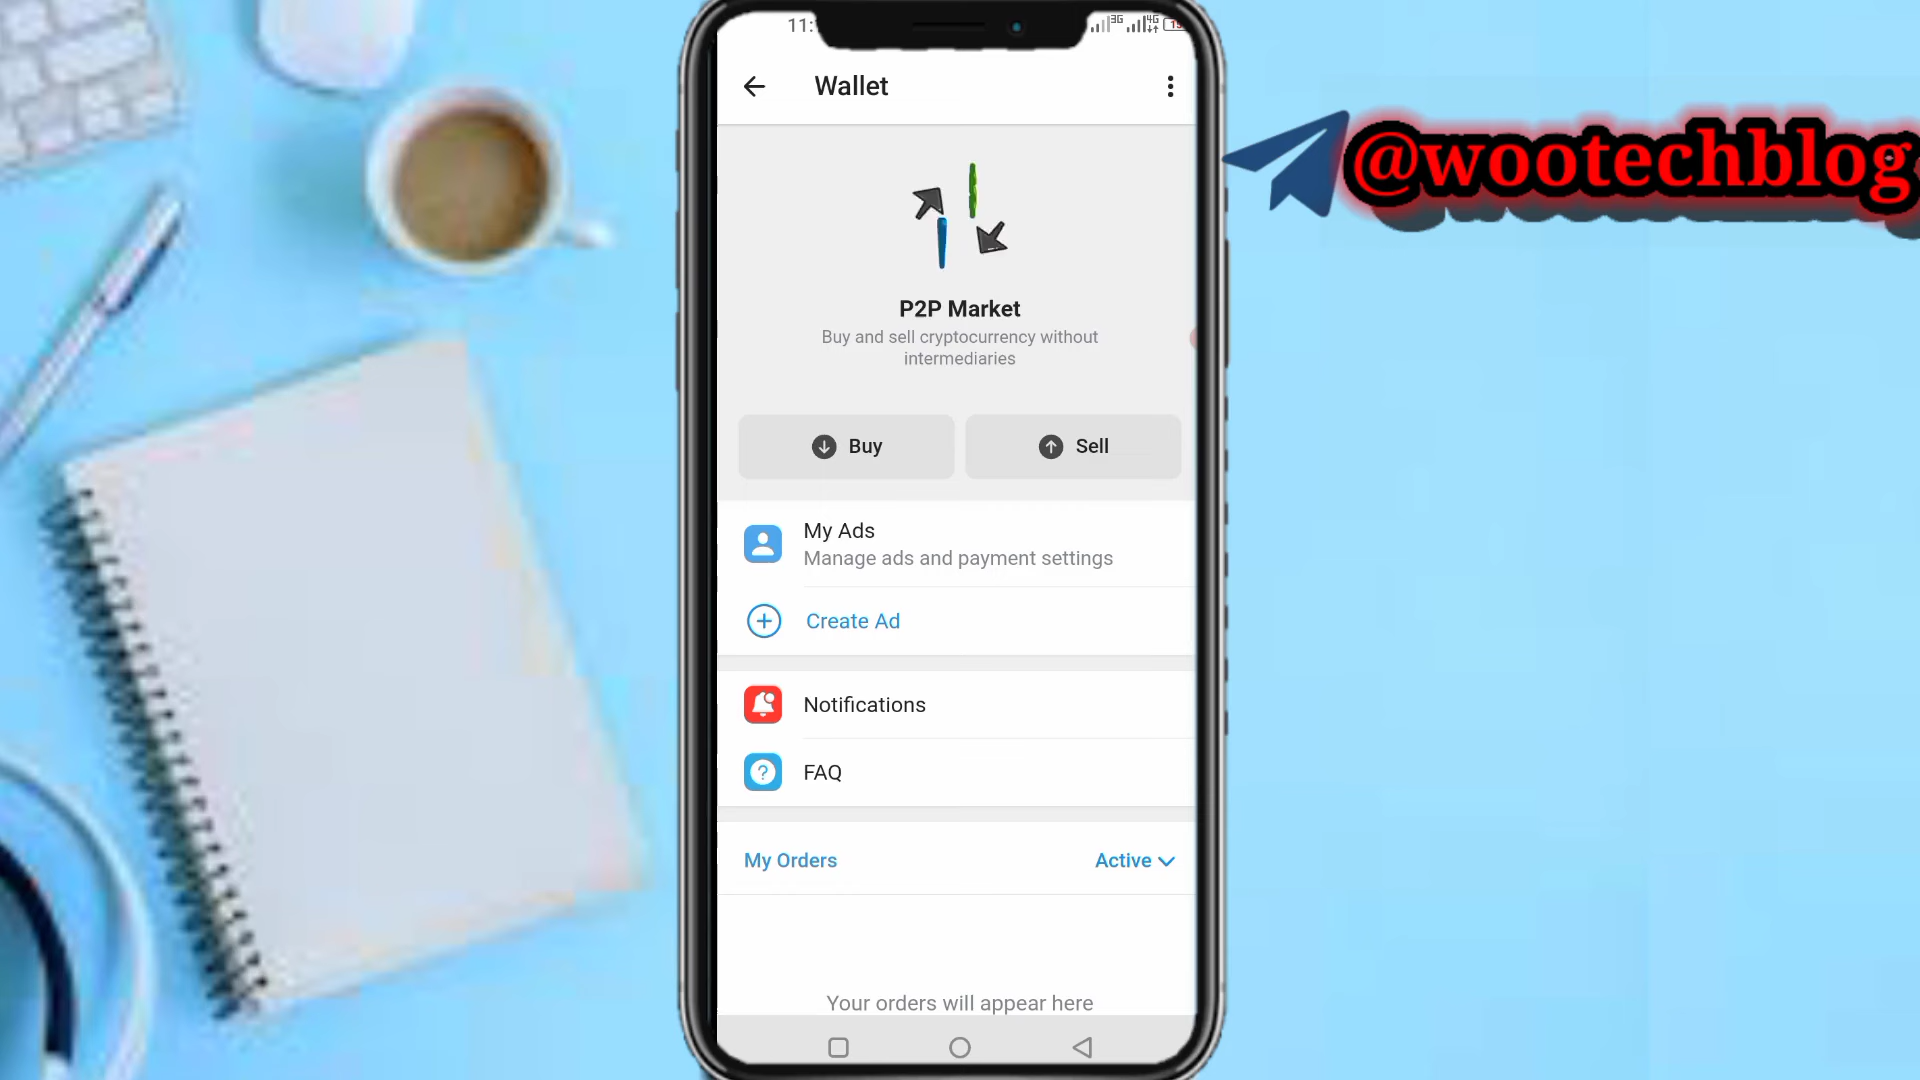 Wallet
@wootechblog
P2P Market
Buy and sell cryptocurrency without
intermediaries
Buy
Sell
My Ads
Manage ads and payment settings
Create Ad
Notifications
FAQ
My Orders
Active
Your orders will appear here